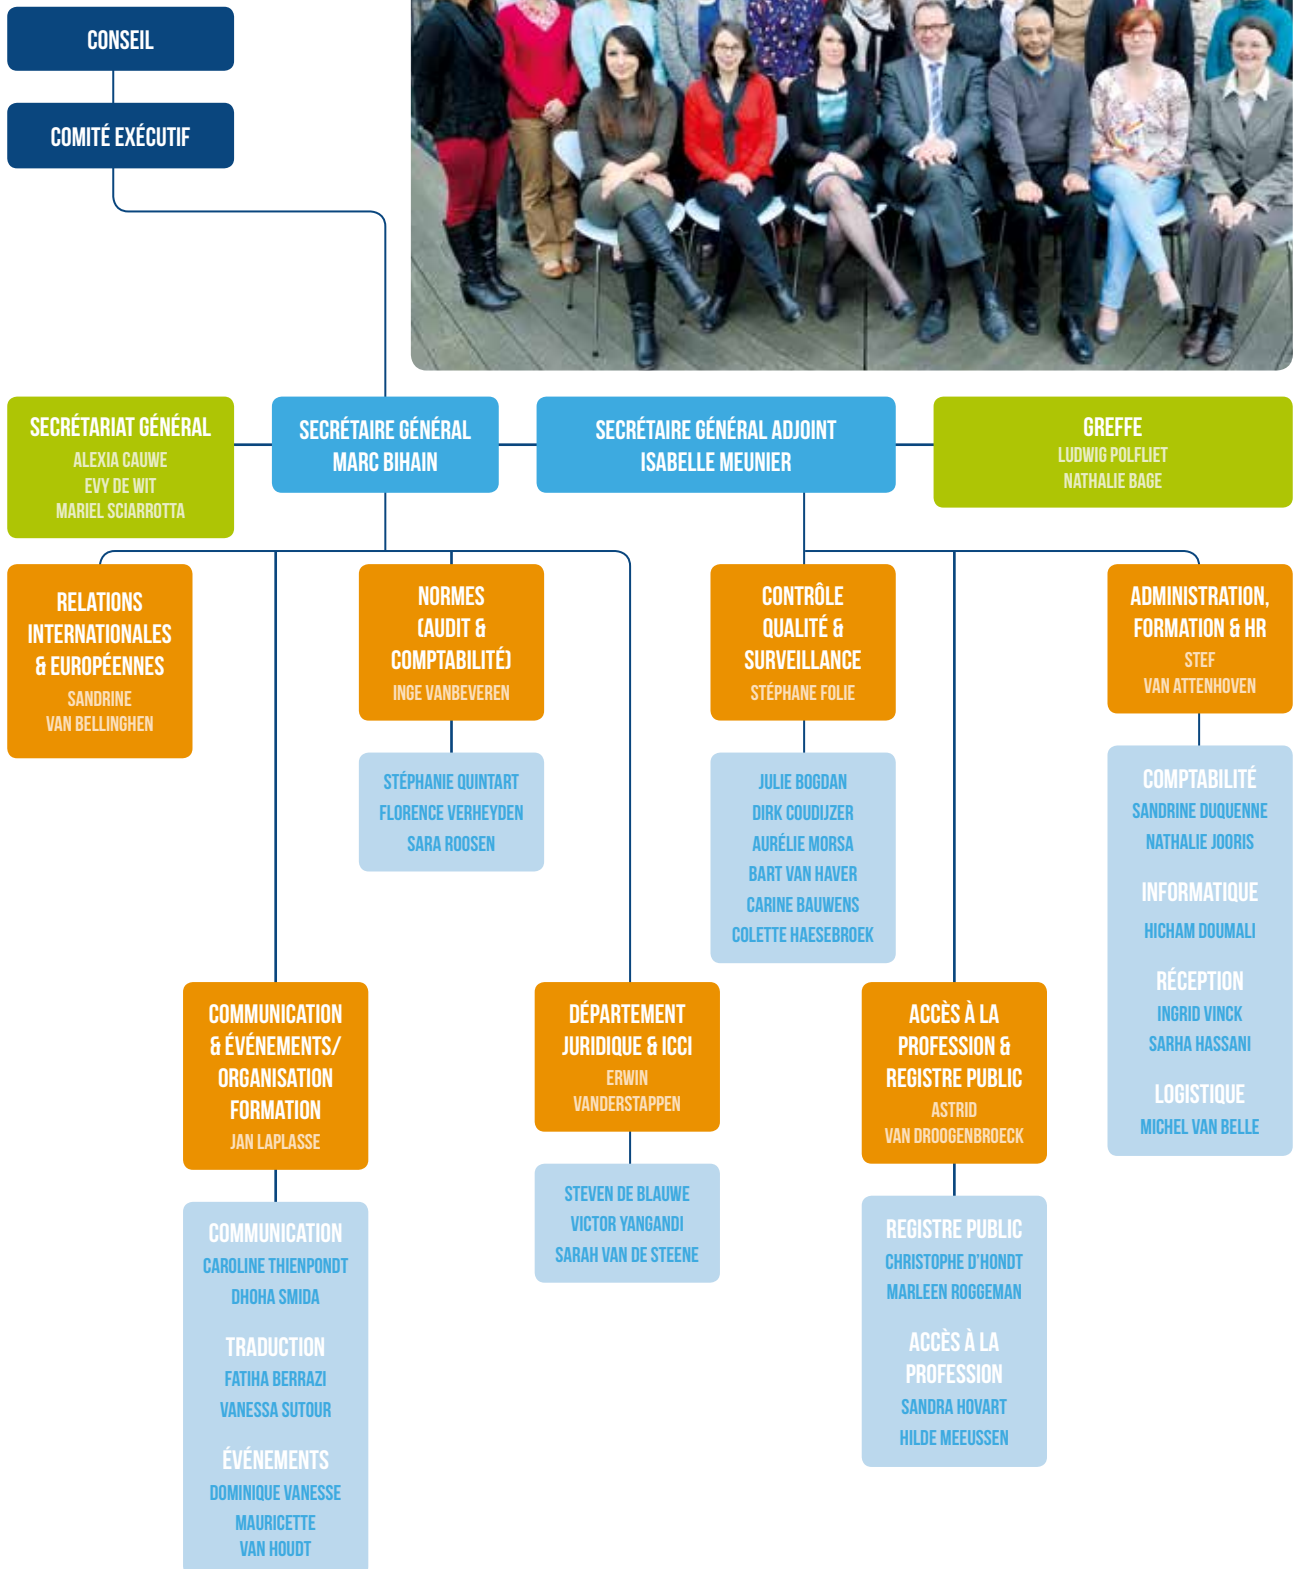 CONSEIL
COMITÉ EXÉCUTIF
SECRÉTARIAT GÉNÉRAL
ALEXIA CAUWE
EVY DE WIT
MARIEL SCIARROTTA
SECRÉTAIRE GÉNÉRAL
MARC BIHAIN
SECRÉTAIRE GÉNÉRAL ADJOINT
ISABELLE MEUNIER
GREFFE
LUDWIG POLFLIET
NATHALIE BAGE
RELATIONS
INTERNATIONALES
& EUROPÉENNES
SANDRINE
VAN BELLINGHEN
NORMES
(AUDIT &
COMPTABILITÉ)
INGE VANBEVEREN
STÉPHANIE QUINTART
FLORENCE VERHEYDEN
SARA ROOSEN
CONTRÔLE
QUALITÉ &
SURVEILLANCE
STÉPHANE FOLIE
JULIE BOGDAN
DIRK COUDIJZER
AURÉLIE MORSA
BART VAN HAVER
CARINE BAUWENS
COLETTE HAESEBROEK
ADMINISTRATION,
FORMATION & HR
STEF
VAN ATTENHOVEN
COMPTABILITÉ
SANDRINE DUQUENNE
NATHALIE JOORIS
INFORMATIQUE
HICHAM DOUMALI
RÉCEPTION
INGRID VINCK
SARHA HASSANI
LOGISTIQUE
MICHEL VAN BELLE
COMMUNICATION
& ÉVÉNEMENTS/
ORGANISATION
FORMATION
JAN LAPLASSE
COMMUNICATION
CAROLINE THIENPONDT
DHOHA SMIDA
TRADUCTION
FATIHA BERRAZI
VANESSA SUTOUR
ÉVÉNEMENTS
DOMINIQUE VANESSE
MAURICETTE
VAN HOUDT
DÉPARTEMENT
JURIDIQUE & ICCI
ERWIN
VANDERSTAPPEN
STEVEN DE BLAUWE
VICTOR YANGANDI
SARAH VAN DE STEENE
ACCÈS À LA
PROFESSION &
REGISTRE PUBLIC
ASTRID
VAN DROOGENBROECK
REGISTRE PUBLIC
CHRISTOPHE D'HONDT
MARLEEN ROGGEMAN
ACCÈS À LA
PROFESSION
SANDRA HOVART
HILDE MEEUSSEN